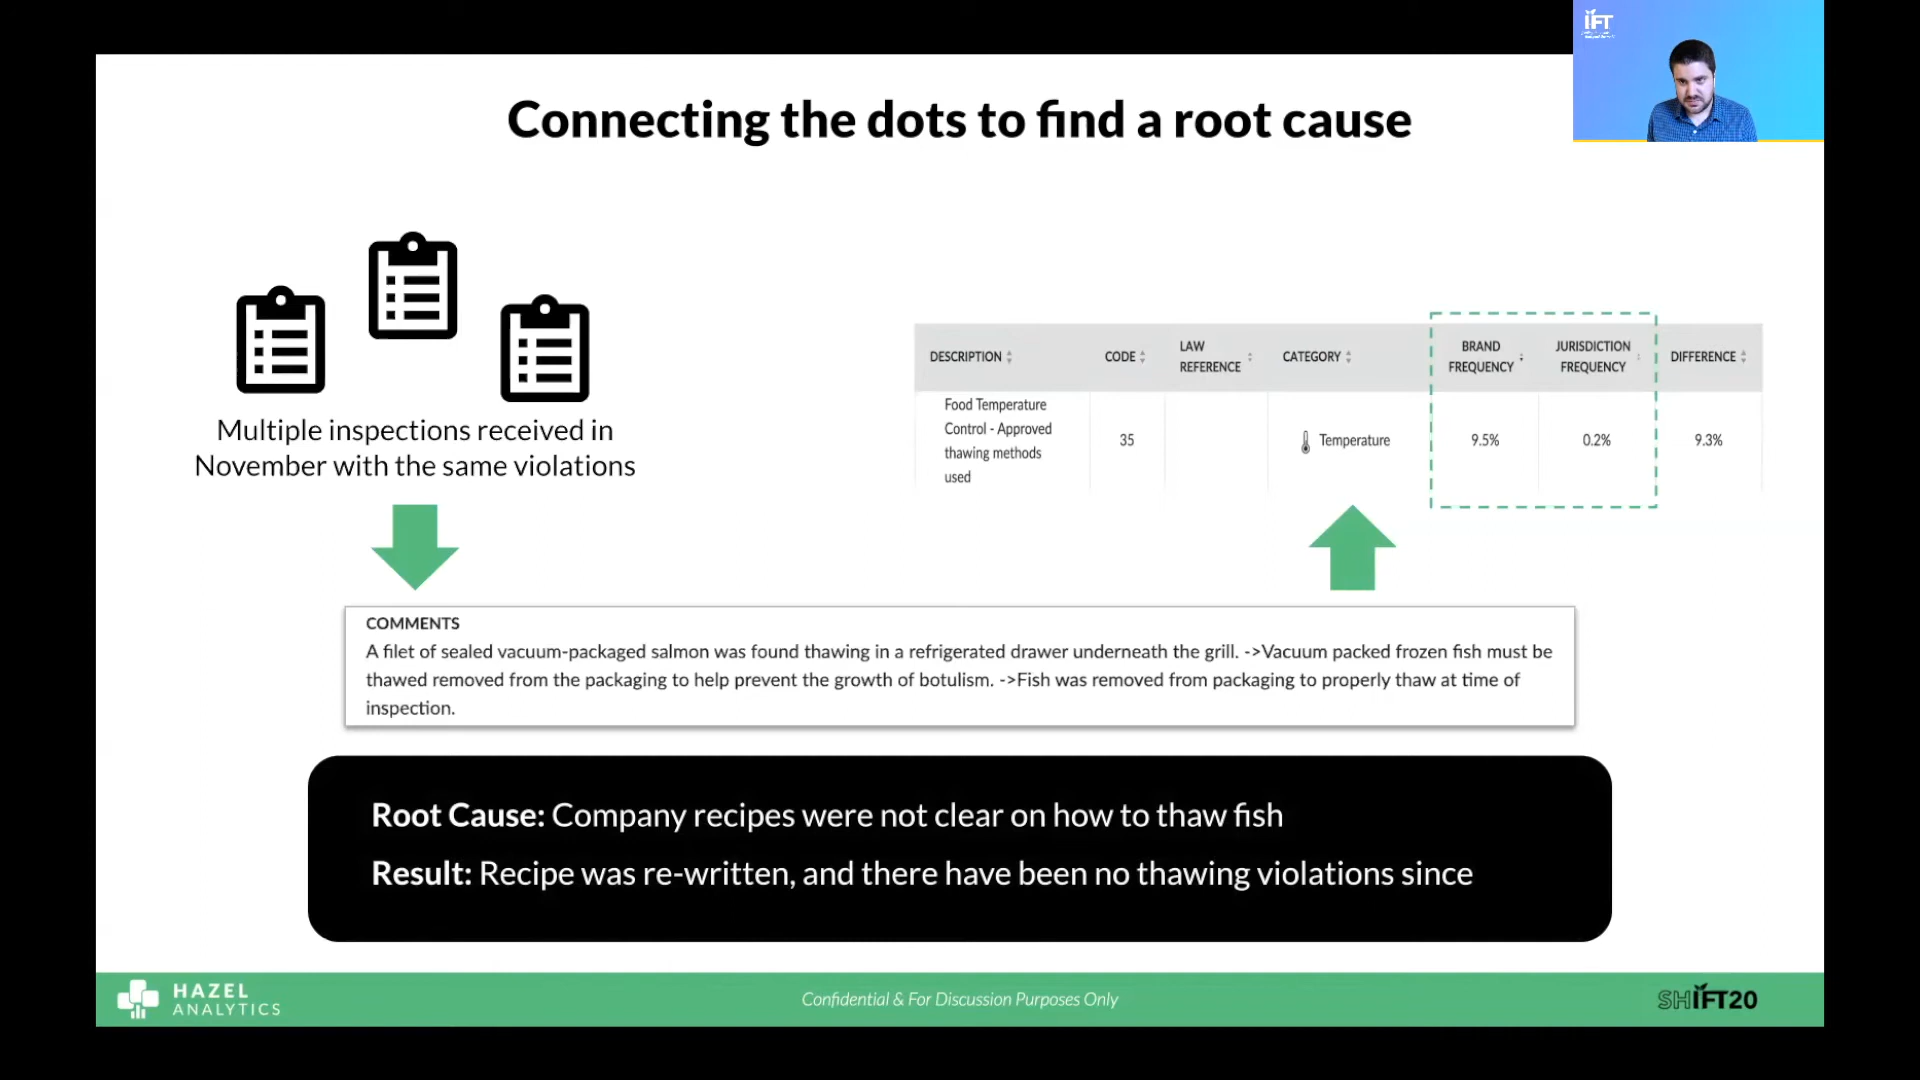 IFT
Connecting the dots to find a root cause
Multiple inspections received in
November with the same violations
DESCRIPTION
CODE
LAW
REFERENCE
CATEGORY
BRAND
FREQUENCY
JURISDICTION
FREQUENCY
DIFFERENCE
Food Temperature
Control - Approved
thawing methods
used
35
Temperature
9.5%
0.2%
9.3%
COMMENTS
A filet of sealed vacuum-packaged salmon was found thawing in a refrigerated drawer underneath the grill. ->Vacuum packed frozen fish must be
thawed removed from the packaging to help prevent the growth of botulism. ->Fish was removed from packaging to properly thaw at time of
inspection.
Root Cause: Company recipes were not clear on how to thaw fish
Result: Recipe was re-written, and there have been no thawing violations since
HAZEL
ANALYTICS
Confidential & For Discussion Purposes Only
SHIFT20